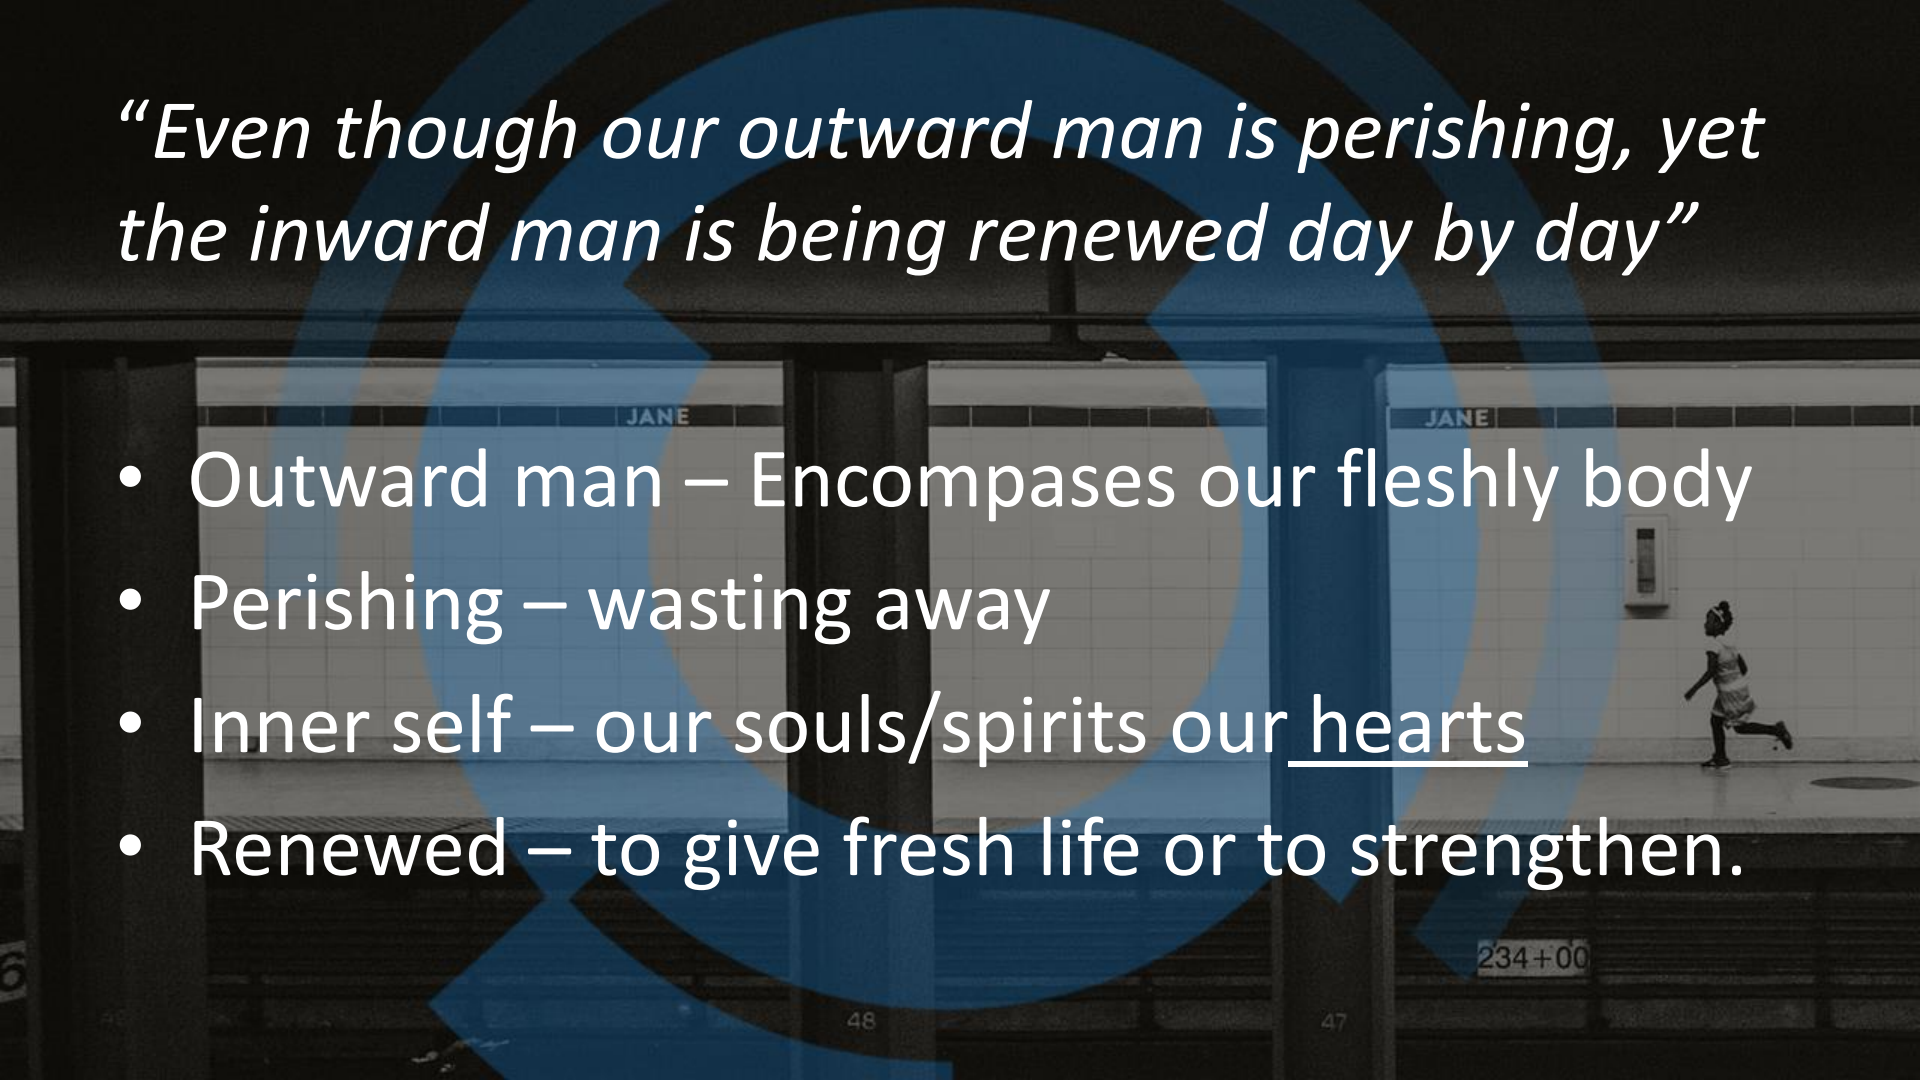 “Even though our outward man is perishing, yet
the inward man is being renewed day by day”
JANE
JANE
• Outward man – Encompases our fleshly body
• Perishing – wasting away
• Inner self – our souls/spirits our hearts
• Renewed – to give fresh life or to strengthen.
234+00
6
48
47